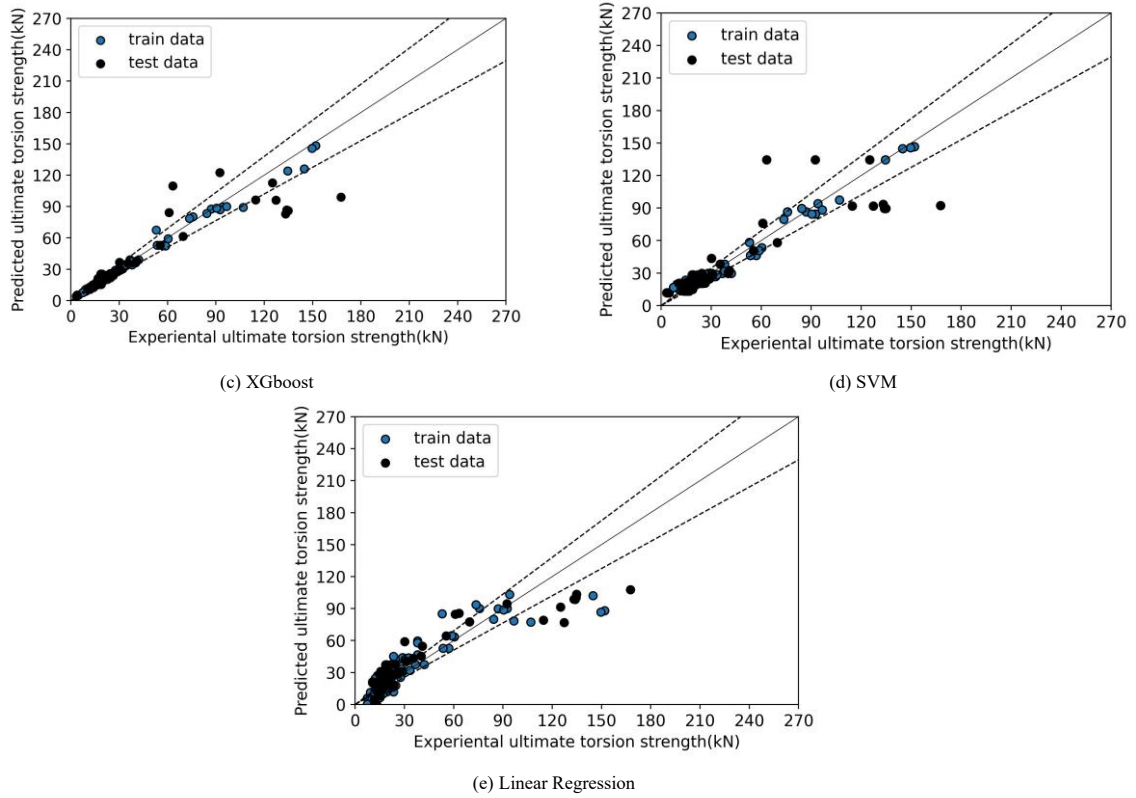 Predicted ultimate torsion strength(kN)
270
240
210
180
150
120
90
60
30
0
train data
test data
0 30 60 90 120 150 180 210 240 270
Experiental ultimate torsion strength(kN)
(c) XGboost
Predicted ultimate torsion strength(kN)
270
240
210
180
150
120
90
60
30
0
train data
test data
0 30 60 90 120 150 180 210 240 270
Experiental ultimate torsion strength(kN)
(d) SVM
Predicted ultimate torsion strength(kN)
270
240
210
180
150
120
90
60
30
0
train data
test data
0 30 60 90 120 150 180 210 240 270
Experiental ultimate torsion strength(kN)
(e) Linear Regression